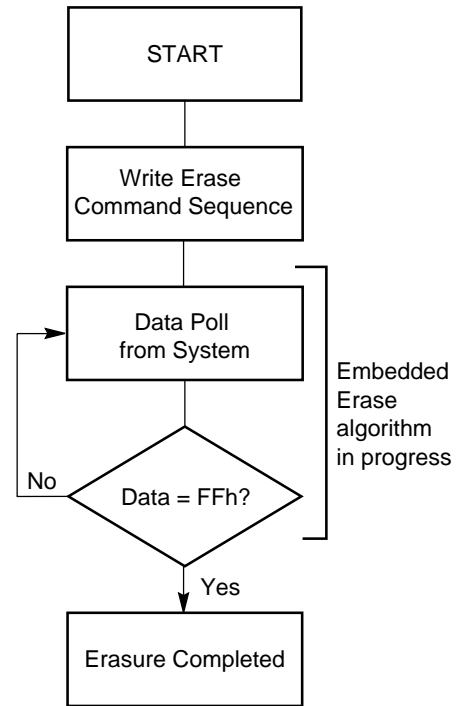 START
Write Erase
Command Sequence
Data Poll
from System
Embedded
Erase
algorithm
in progress
No
Data = FFh?
Yes
Erasure Completed